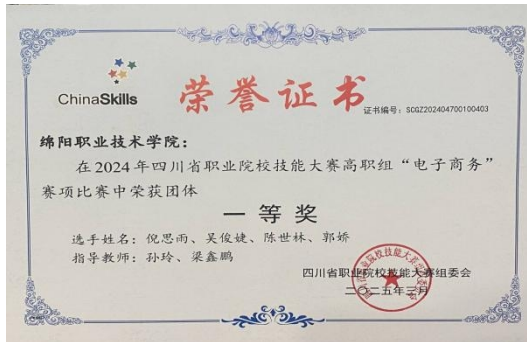 ChinaSkills
荣誉证书
证书编号：SCGZ202404700100403
绵阳职业技术学院：
在2024年四川省职业院校技能大赛高职组“电子商务”
赛项比赛中荣获团体
一等奖
选手姓名：倪思雨、吴俊婕、陈世林、郭娇
指导教师：孙玲、梁鑫鹏
四川省职业院校技能大赛组委会
二〇二五年三月